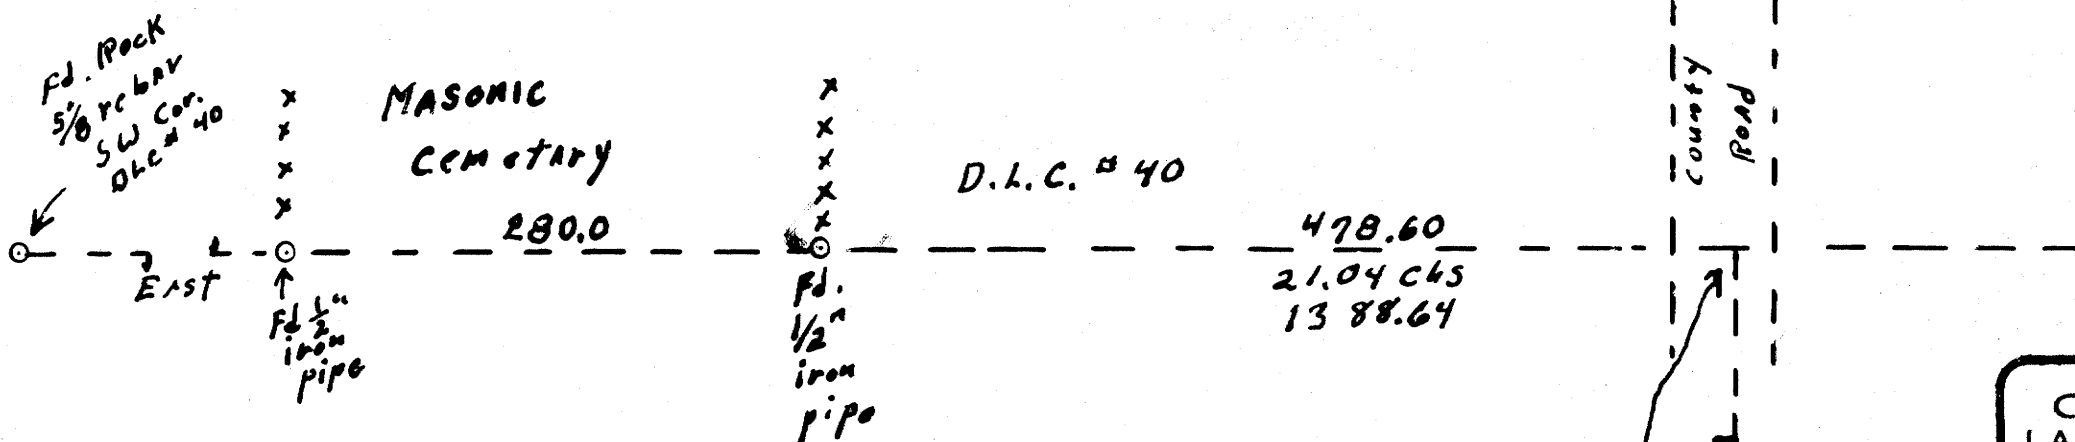 Fd. Rock
5/8 rebar
SW Cor.
DLC # 40
MASONIC
Cemetary
280.0
East
Fd 1/2"
iron
pipe
Fd.
1/2"
iron
pipe
D.L.C. # 40
478.60
21.04 chs
1388.64
County
Road